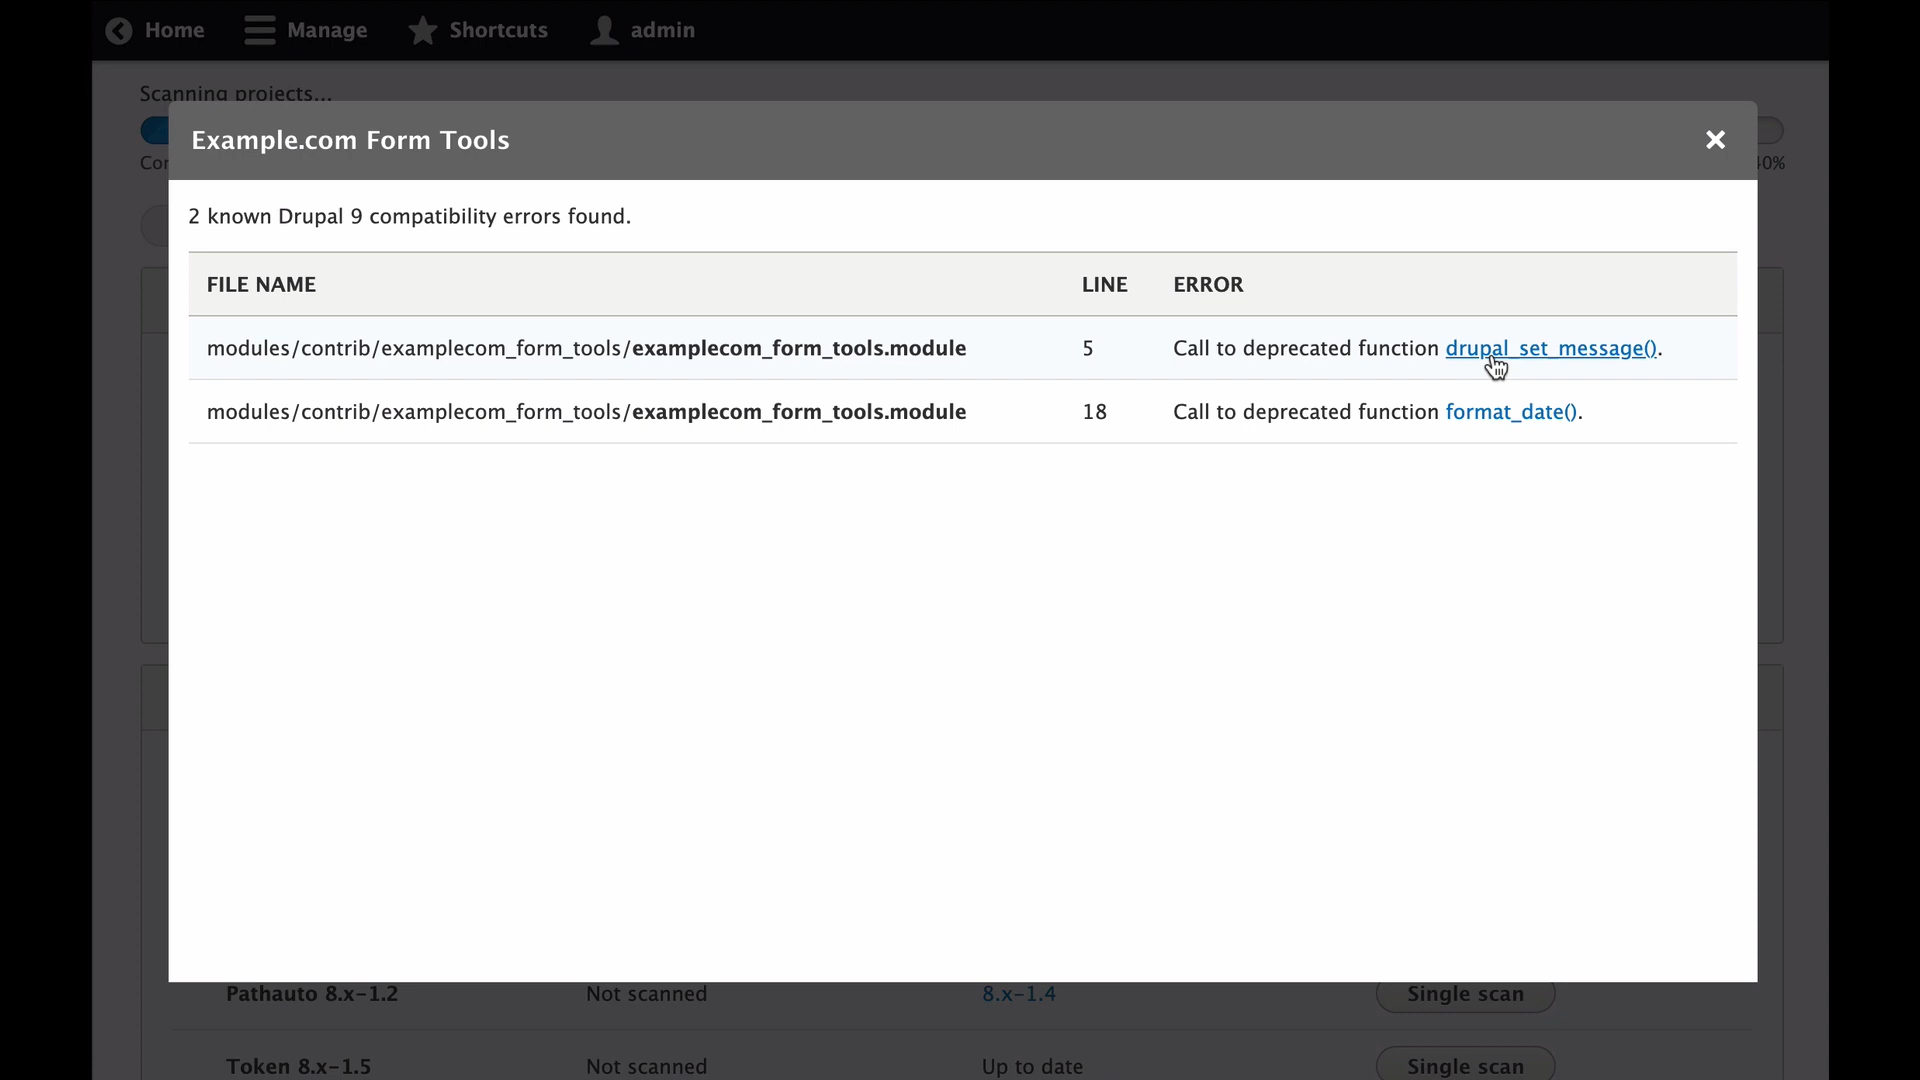 Home Manage Shortcuts admin
Scanning projects...
Example.com Form Tools
40%
2 known Drupal 9 compatibility errors found.
FILE NAME LINE ERROR
modules/contrib/examplecom_form_tools/examplecom_form_tools.module 5 Call to deprecated function drupal_set_message().
modules/contrib/examplecom_form_tools/examplecom_form_tools.module 18 Call to deprecated function format_date().
Pathauto 8.x-1.2 Not scanned 8.x-1.4 Single scan
Token 8.x-1.5 Not scanned Up to date Single scan